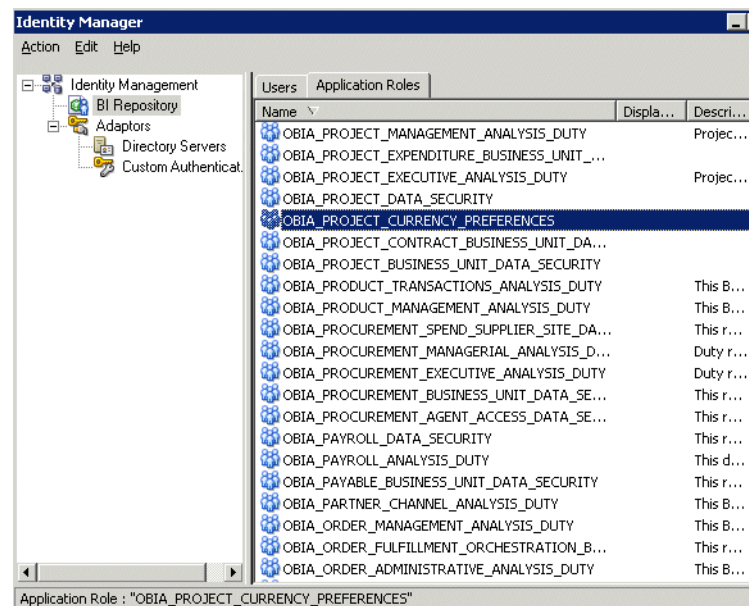 Identity Manager
Action Edit Help
Identity Management
BI Repository
Adaptors
Directory Servers
Custom Authenticat.
Users Application Roles
Name Displa... Descri...
OBIA_PROJECT_MANAGEMENT_ANALYSIS_DUTY Projec...
OBIA_PROJECT_EXPENDITURE_BUSINESS_UNIT_...
OBIA_PROJECT_EXECUTIVE_ANALYSIS_DUTY Projec...
OBIA_PROJECT_DATA_SECURITY
OBIA_PROJECT_CURRENCY_PREFERENCES
OBIA_PROJECT_CONTRACT_BUSINESS_UNIT_DA...
OBIA_PROJECT_BUSINESS_UNIT_DATA_SECURITY
OBIA_PRODUCT_TRANSACTIONS_ANALYSIS_DUTY This B...
OBIA_PRODUCT_MANAGEMENT_ANALYSIS_DUTY This B...
OBIA_PROCUREMENT_SPEND_SUPPLIER_SITE_DA... This r...
OBIA_PROCUREMENT_MANAGERIAL_ANALYSIS_D... Duty r...
OBIA_PROCUREMENT_EXECUTIVE_ANALYSIS_DUTY Duty r...
OBIA_PROCUREMENT_BUSINESS_UNIT_DATA_SE... This r...
OBIA_PROCUREMENT_AGENT_ACCESS_DATA_SE... This r...
OBIA_PAYROLL_DATA_SECURITY This r...
OBIA_PAYROLL_ANALYSIS_DUTY This d...
OBIA_PAYABLE_BUSINESS_UNIT_DATA_SECURITY This r...
OBIA_PARTNER_CHANNEL_ANALYSIS_DUTY This B...
OBIA_ORDER_MANAGEMENT_ANALYSIS_DUTY This B...
OBIA_ORDER_FULFILLMENT_ORCHESTRATION_B... This r...
OBIA_ORDER_ADMINISTRATIVE_ANALYSIS_DUTY This B...
Application Role : "OBIA_PROJECT_CURRENCY_PREFERENCES"